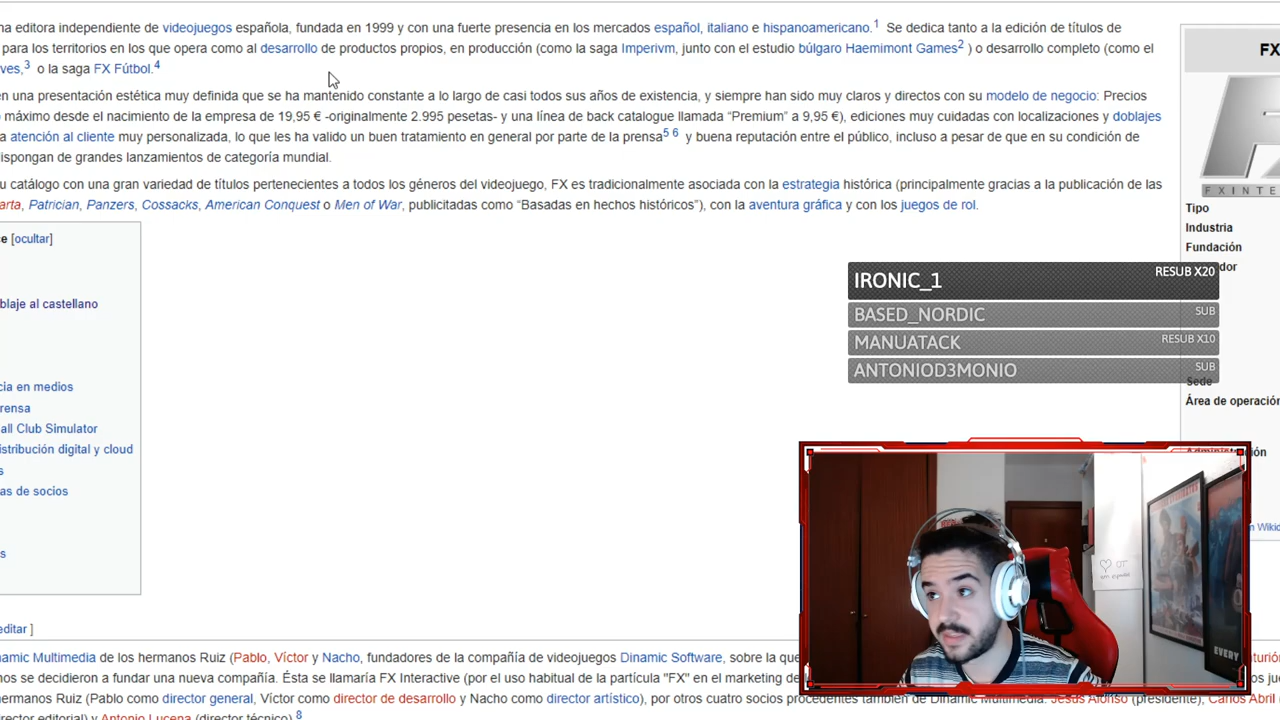 na editora independiente de videojuegos española, fundada en 1999 y con una fuerte presencia en los mercados español, italiano e hispanoamericano.1 Se dedica tanto a la edición de títulos de
para los territorios en los que opera como al desarrollo de productos propios, en producción (como la saga Imperivm, junto con el estudio búlgaro Haemimont Games2 ) o desarrollo completo (como el
ves,3 o la saga FX Fútbol.4
en una presentación estética muy definida que se ha mantenido constante a lo largo de casi todos sus años de existencia, y siempre han sido muy claros y directos con su modelo de negocio: Precios
máximo desde el nacimiento de la empresa de 19,95 € -originalmente 2.995 pesetas- y una línea de back catalogue llamada “Premium” a 9,95 €), ediciones muy cuidadas con localizaciones y doblajes
a atención al cliente muy personalizada, lo que les ha valido un buen tratamiento en general por parte de la prensa5 6 y buena reputación entre el público, incluso a pesar de que en su condición de
ispongan de grandes lanzamientos de categoría mundial.
u catálogo con una gran variedad de títulos pertenecientes a todos los géneros del videojuego, FX es tradicionalmente asociada con la estrategia histórica (principalmente gracias a la publicación de las
arta, Patrician, Panzers, Cossacks, American Conquest o Men of War, publicitadas como “Basadas en hechos históricos”), con la aventura gráfica y con los juegos de rol.
FX
FXINTE
Tipo
Industria
Fundación
dor
Sede
Área de operación
ón
n Wikid
ce [ocultar]
blaje al castellano
cia en medios
rensa
all Club Simulator
istribución digital y cloud
s
as de socios
s
IRONIC_1 RESUB X20
BASED_NORDIC SUB
MANUATACK RESUB X10
ANTONIOD3MONIO SUB
EVERY
editar ]
namic Multimedia de los hermanos Ruiz (Pablo, Víctor y Nacho, fundadores de la compañía de videojuegos Dinamic Software, sobre la que
nos se decidieron a fundar una nueva compañía. Ésta se llamaría FX Interactive (por el uso habitual de la partícula "FX" en el marketing de
hermanos Ruiz (Pablo como director general, Víctor como director de desarrollo y Nacho como director artístico), por otros cuatro socios procedentes también de Dinamic Multimedia: Jesús Alonso (presidente), Carlos Abril
rector editorial) y Antonio Lucena (director técnico).8